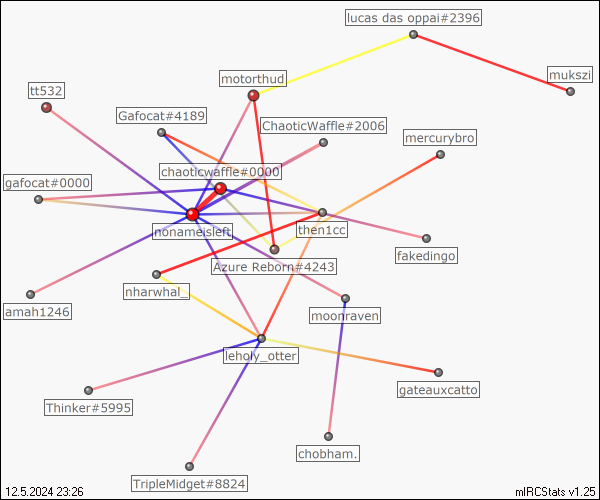 lucas das oppai#2396
mukszi
motorthud
tt532
Gafocat#4189
ChaoticWaffle#2006
mercurybro
chaoticwaffle#0000
gafocat#0000
nonameisleft
then1cc
fakedingo
Azure Reborn#4243
nharwhal_
amah1246
moonraven
leholy_otter
gateauxcatto
Thinker#5995
chobham.
TripleMidget#8824
12.5.2024 23:26
mIRCStats v1.25